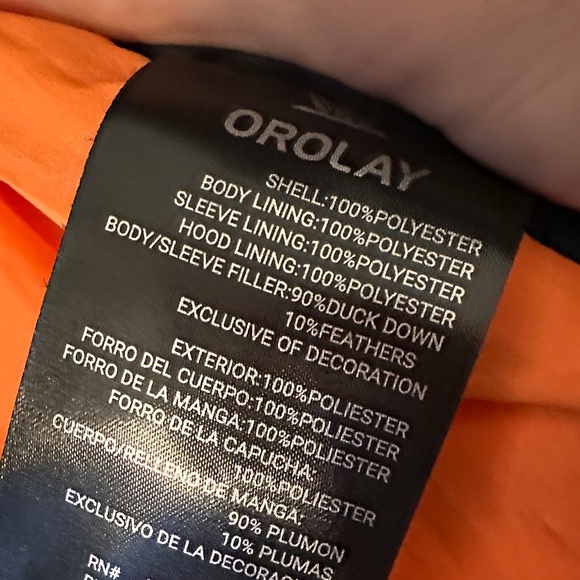 OROLAY
SHELL:100%POLYESTER
BODY LINING:100%POLYESTER
SLEEVE LINING:100%POLYESTER
HOOD LINING:100%POLYESTER
BODY/SLEEVE FILLER:90%DUCK DOWN
10%FEATHERS
EXCLUSIVE OF DECORATION
EXTERIOR:100%POLIESTER
FORRO DEL CUERPO:100%POLIESTER
FORRO DE LA MANGA:100%POLIESTER
FORRO DE LA CAPUCHA:
100%POLIESTER
CUERPO/RELLENO DE MANGA:
90% PLUMON
10% PLUMAS
EXCLUSIVO DE LA DECORAC
RN#